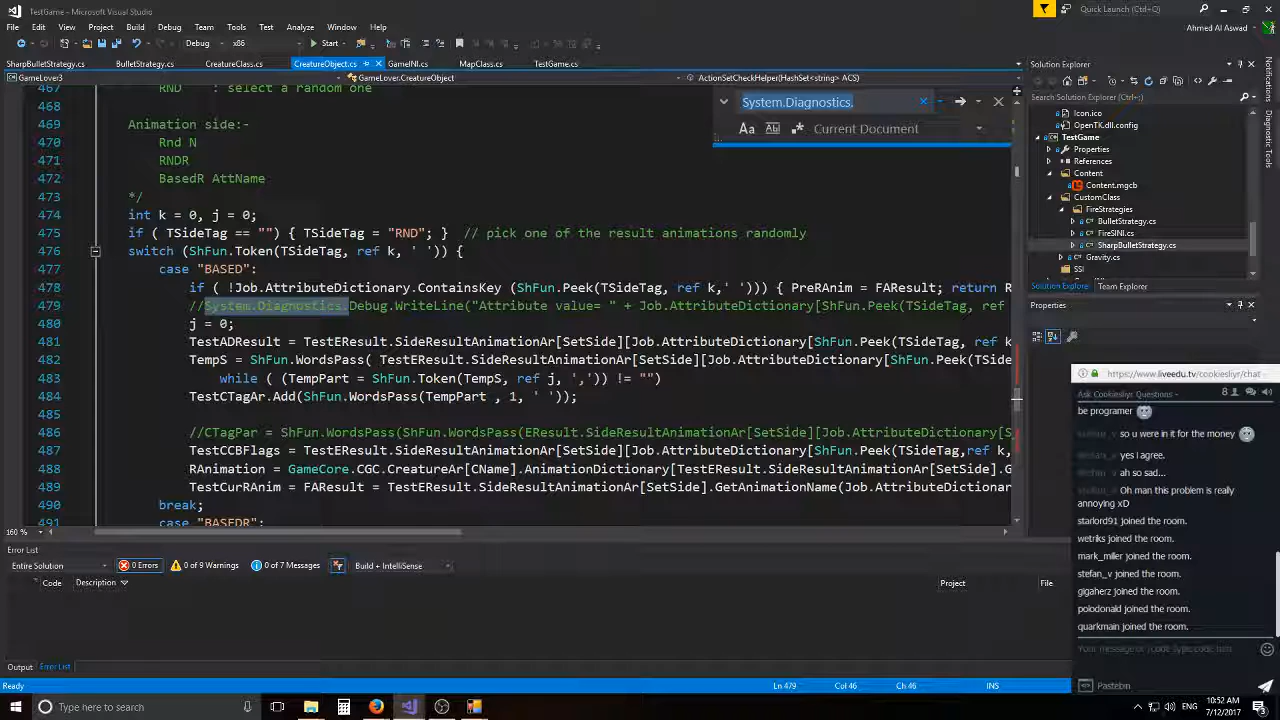 TestGame - Microsoft Visual Studio
Quick Launch (Ctrl+Q)
File Edit View Project Build Debug Team Tools Test Analyze Window Help
Ahmed Al Aswad
Debug x86 Start
SharpBulletStrategy.cs BulletStrategy.cs CreatureClass.cs CreatureObject.cs GameINI.cs MapClass.cs TestGame.cs
GameLover3 GameLover.CreatureObject ActionSetCheckHelper(HashSet<string> ACS)
467 RND : select a random one
468
469 Animation side:-
470 Rnd N
471 RNDR
472 BasedR AttName
473 */
474 int k = 0, j = 0;
475 if ( TSideTag == "") { TSideTag = "RND"; } // pick one of the result animations randomly
476 switch (ShFun.Token(TSideTag, ref k, ' ')) {
477 case "BASED":
478 if ( !Job.AttributeDictionary.ContainsKey (ShFun.Peek(TSideTag, ref k,' '))) { PreRAnim = FAResult; return R
479 //System.Diagnostics.Debug.WriteLine("Attribute value= " + Job.AttributeDictionary[ShFun.Peek(TSideTag, ref
480 j = 0;
481 TestADResult = TestEResult.SideResultAnimationAr[SetSide][Job.AttributeDictionary[ShFun.Peek(TSideTag, ref k
482 TempS = ShFun.WordsPass( TestEResult.SideResultAnimationAr[SetSide][Job.AttributeDictionary[ShFun.Peek(TSide
483 while ( (TempPart = ShFun.Token(TempS, ref j, ',')) != "")
484 TestCTagAr.Add(ShFun.WordsPass(TempPart , 1, ' '));
485
486 //CTagPar = ShFun.WordsPass(ShFun.WordsPass(EResult.SideResultAnimationAr[SetSide][Job.AttributeDictionary[S
487 TestCCBFlags = TestEResult.SideResultAnimationAr[SetSide][Job.AttributeDictionary[ShFun.Peek(TSideTag,ref k,
488 RAnimation = GameCore.CGC.CreatureAr[CName].AnimationDictionary[TestEResult.SideResultAnimationAr[SetSide].G
489 TestCurRAnim = FAResult = TestEResult.SideResultAnimationAr[SetSide].GetAnimationName(Job.AttributeDictionar
490 break;
491 case "BASEDR":
System.Diagnostics.
Aa Current Document
160 %
Error List
Entire Solution 0 Errors 0 of 9 Warnings 0 of 7 Messages Build + IntelliSense
Code Description Project File
Output Error List
Ready Ln 479 Col 46 Ch 46 INS
Solution Explorer
Search Solution Explorer (Ctrl+;)
Icon.ico
OpenTK.dll.config
TestGame
Properties
References
Content
Content.mgcb
CustomClass
FireStrategies
BulletStrategy.cs
FireSINI.cs
SharpBulletStrategy.cs
Gravity.cs
SSI
Solution Explorer Team Explorer
Properties
Notifications
Diagnostic Tools
https://www.liveedu.tv/cookiesliyr/chat
Ask Cookiesliyr Questions 8
be programer
stefan_v so u were in it for the money
stefan_v yes I agree.
stefan_v ah so sad...
stefan_v Oh man this problem is really
annoying xD
starlord91 joined the room.
wetriks joined the room.
mark_miler joined the room.
stefan_v joined the room.
gigaherz joined the room.
polodonald joined the room.
quarkmain joined the room.
Pastebin
Type here to search
ENG
10:52 AM
7/12/2017